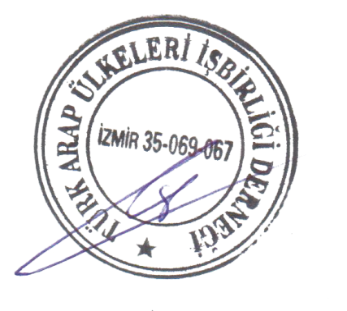 TÜRK ARAP ÜLKELERİ İŞBİRLİĞİ DERNEĞİ
İZMİR 35-069-067